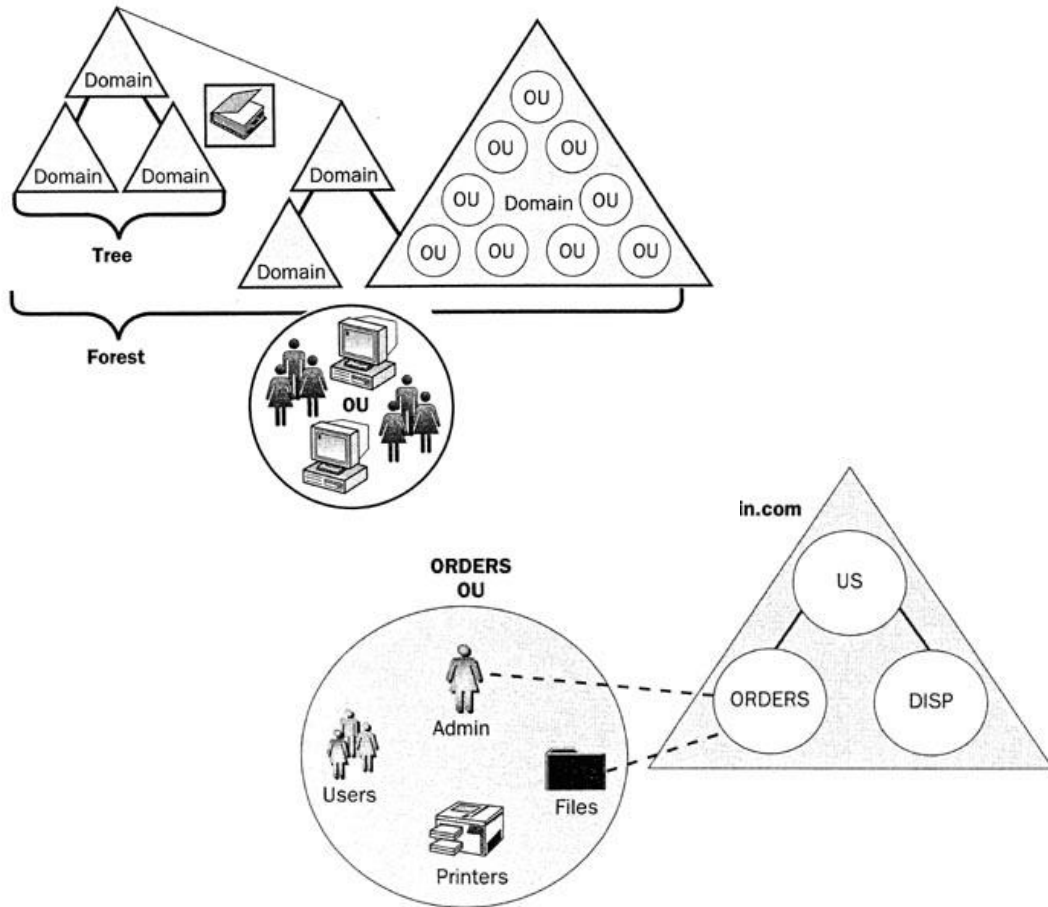 Domain
Domain
Domain
Tree
Forest
Domain
Domain
OU
OU
OU
OU
Domain
OU
OU
OU
OU
OU
OU
in.com
US
ORDERS
DISP
ORDERS
OU
Admin
Users
Files
Printers